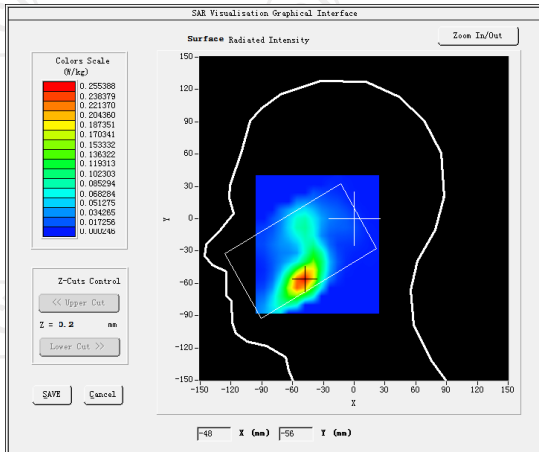 SAR Visualisation Graphical Interface
Surface Radiated Intensity
Zoom In/Out
Colors Scale
(W/kg)
0.255388
0.238379
0.221370
0.204360
0.187351
0.170341
0.153332
0.136322
0.119313
0.102303
0.085294
0.068284
0.051275
0.034265
0.017256
0.000246
150
120
90
60
30
0
-30
-60
-90
-120
-150
Y
-150 -120 -90 -60 -30 0 30 60 90 120 150
X
Z-Cuts Control
<< Upper Cut
Z = 0.2 mm
Lower Cut >>
SAVE Cancel
-48 X (mm) -56 Y (mm)